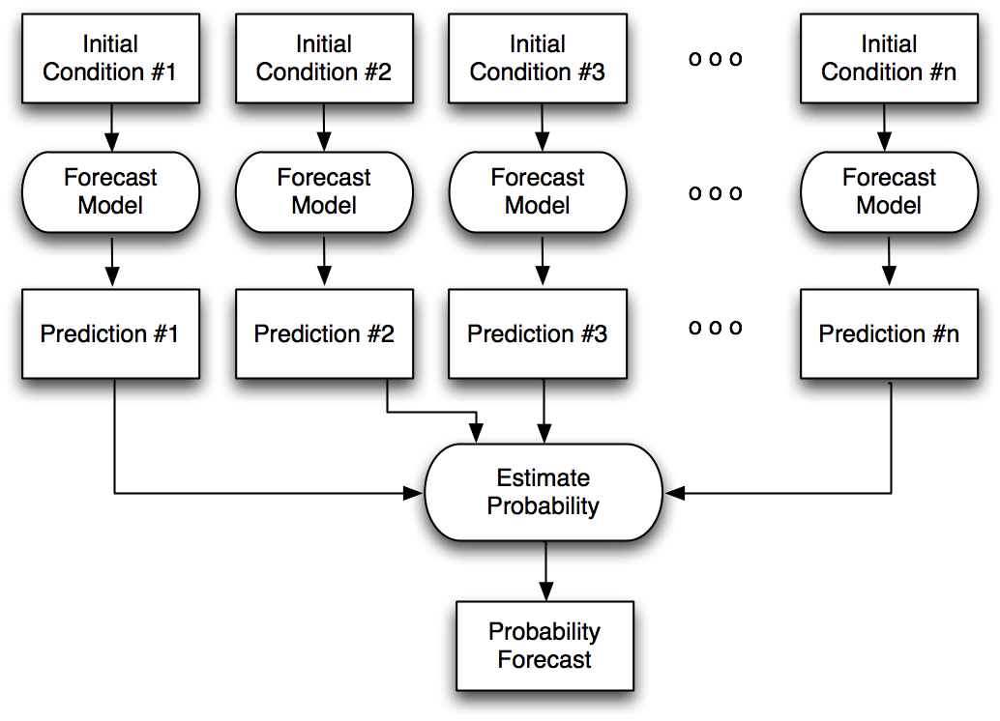 Initial
Condition #1
Initial
Condition #2
Initial
Condition #3
o o o
Initial
Condition #n
Forecast
Model
Forecast
Model
Forecast
Model
o o o
Forecast
Model
Prediction #1
Prediction #2
Prediction #3
o o o
Prediction #n
Estimate
Probability
Probability
Forecast